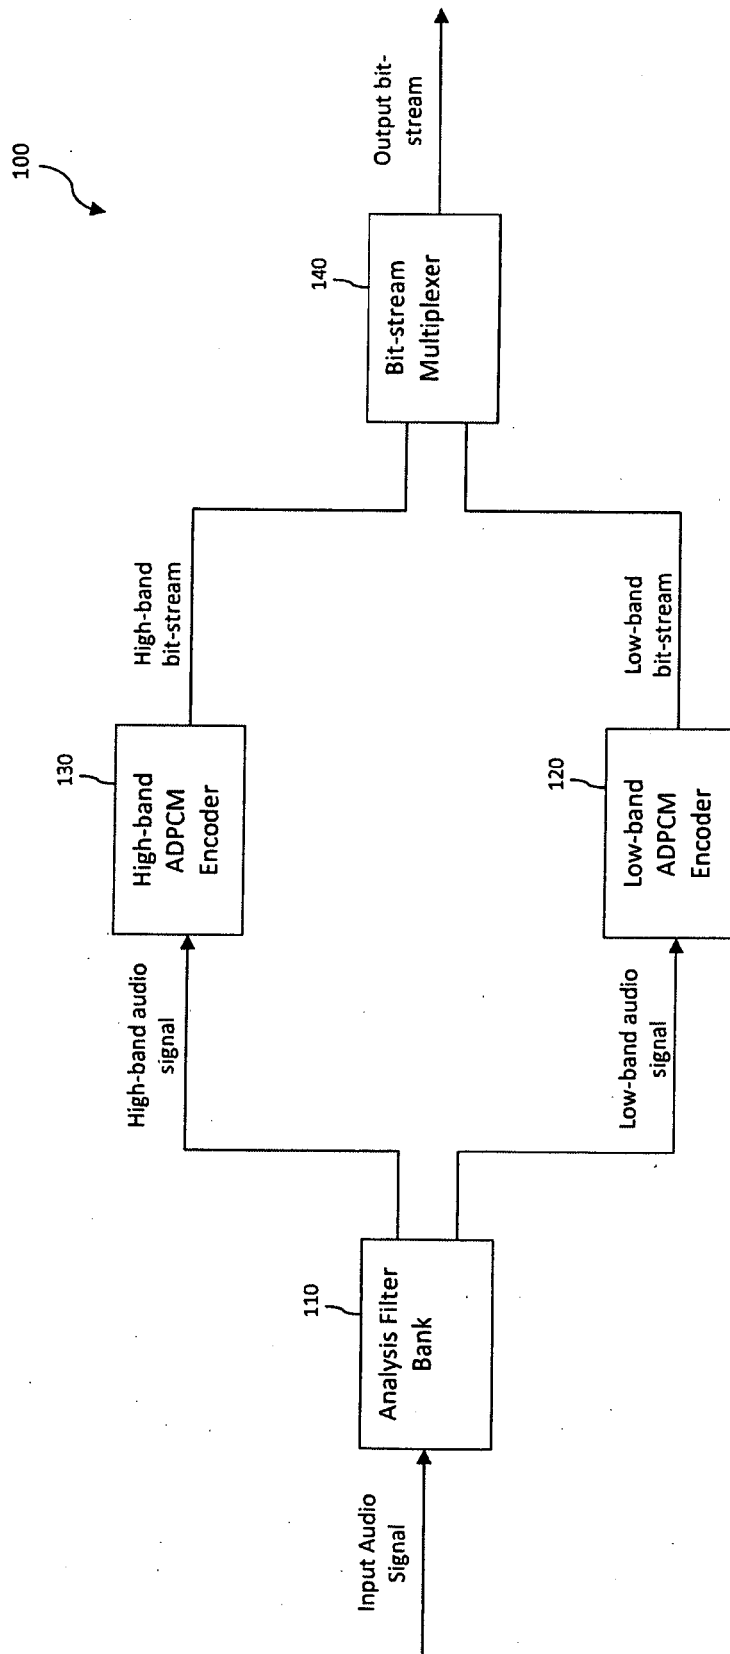 100
Input Audio
Signal
110
Analysis Filter
Bank
High-band audio
signal
130
High-band
ADPCM
Encoder
High-band
bit-stream
Low-band audio
signal
120
Low-band
ADPCM
Encoder
Low-band
bit-stream
140
Bit-stream
Multiplexer
Output bit-
stream